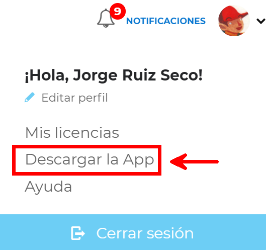 9
NOTIFICACIONES
¡Hola, Jorge Ruiz Seco!
Editar perfil
Mis licencias
Descargar la App
Ayuda
Cerrar sesión